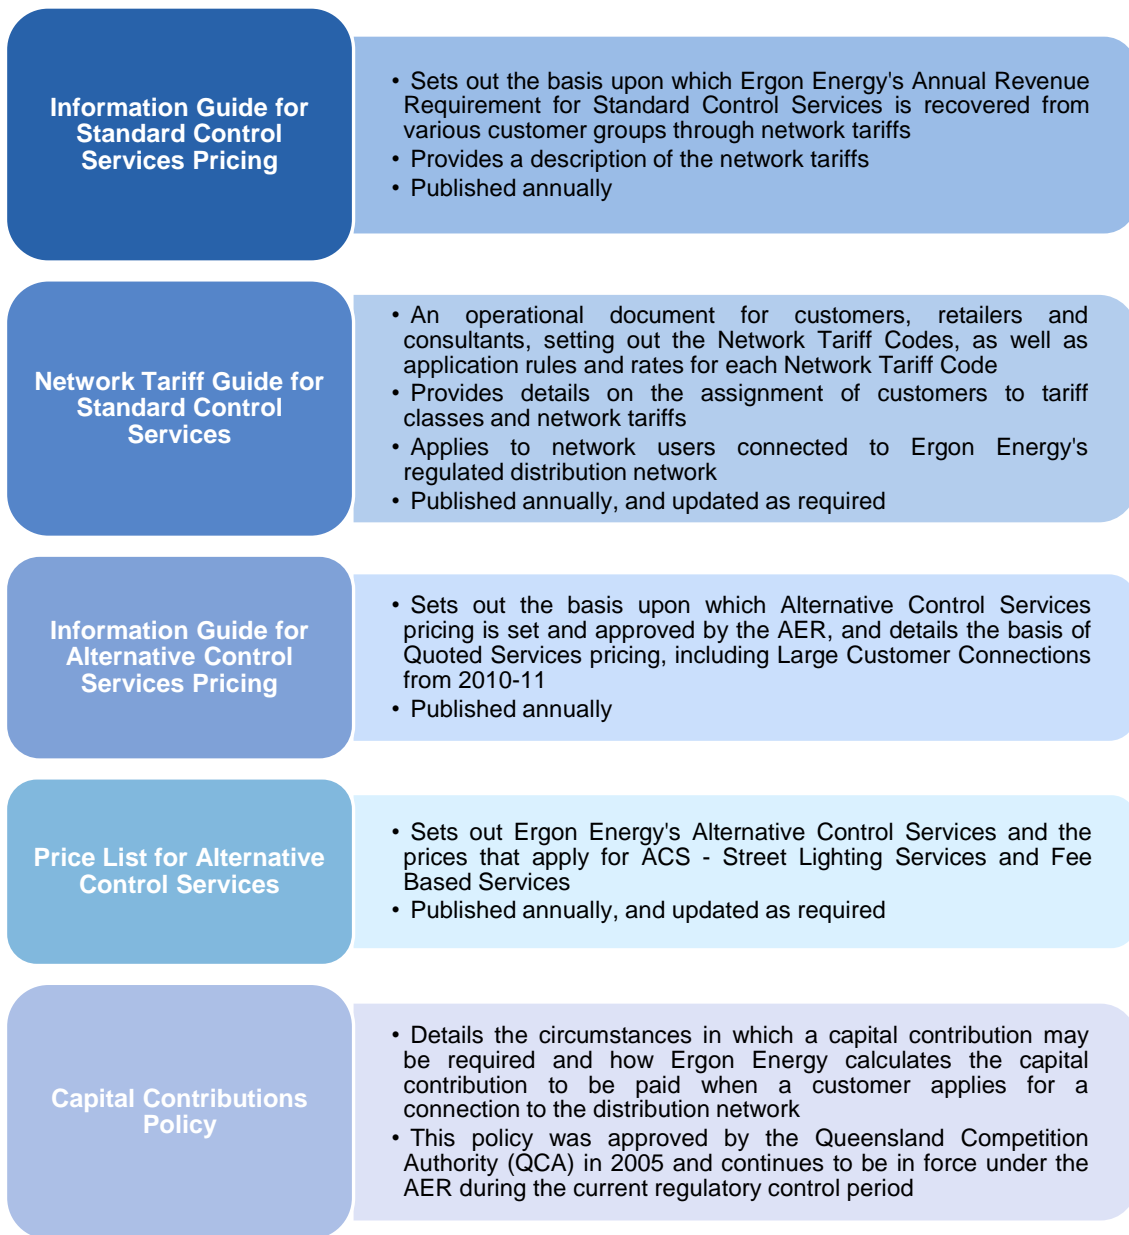 Information Guide for
Standard Control
Services Pricing
• Sets out the basis upon which Ergon Energy's Annual Revenue
Requirement for Standard Control Services is recovered from
various customer groups through network tariffs
• Provides a description of the network tariffs
• Published annually
Network Tariff Guide for
Standard Control
Services
• An operational document for customers, retailers and
consultants, setting out the Network Tariff Codes, as well as
application rules and rates for each Network Tariff Code
• Provides details on the assignment of customers to tariff
classes and network tariffs
• Applies to network users connected to Ergon Energy's
regulated distribution network
• Published annually, and updated as required
Information Guide for
Alternative Control
Services Pricing
• Sets out the basis upon which Alternative Control Services
pricing is set and approved by the AER, and details the basis of
Quoted Services pricing, including Large Customer Connections
from 2010-11
• Published annually
Price List for Alternative
Control Services
• Sets out Ergon Energy's Alternative Control Services and the
prices that apply for ACS - Street Lighting Services and Fee
Based Services
• Published annually, and updated as required
Capital Contributions
Policy
• Details the circumstances in which a capital contribution may
be required and how Ergon Energy calculates the capital
contribution to be paid when a customer applies for a
connection to the distribution network
• This policy was approved by the Queensland Competition
Authority (QCA) in 2005 and continues to be in force under the
AER during the current regulatory control period